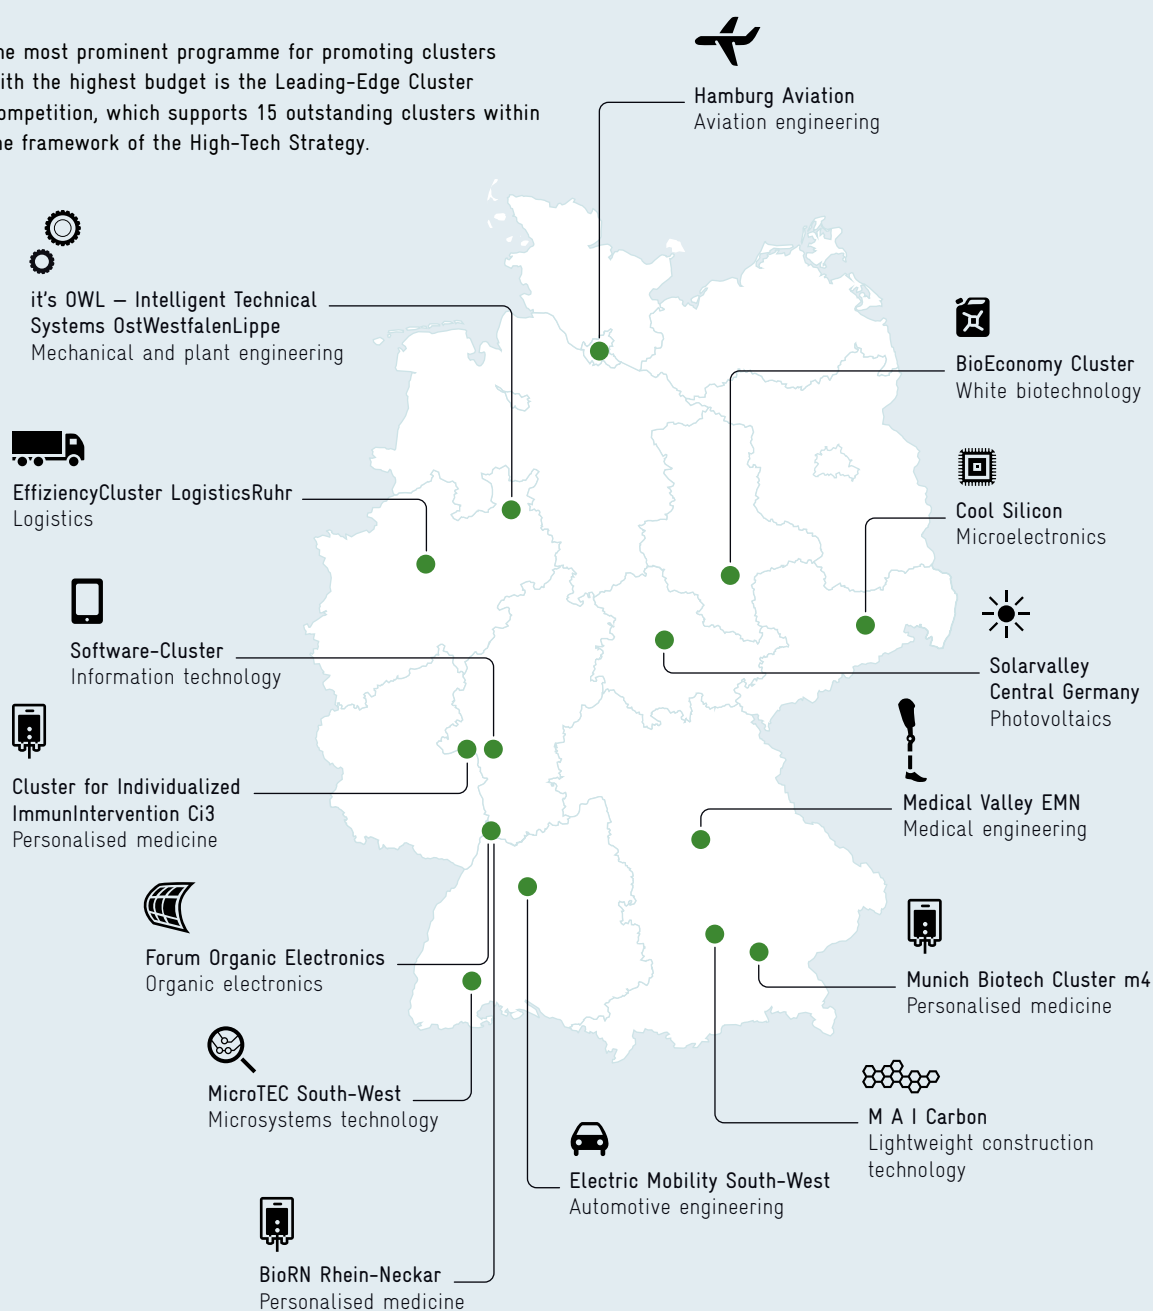 he most prominent programme for promoting clusters
ith the highest budget is the Leading-Edge Cluster
ompetition, which supports 15 outstanding clusters within
he framework of the High-Tech Strategy.
Hamburg Aviation
Aviation engineering
it's OWL – Intelligent Technical
Systems OstWestfalenLippe
Mechanical and plant engineering
BioEconomy Cluster
White biotechnology
EffiziencyCluster LogisticsRuhr
Logistics
Cool Silicon
Microelectronics
Software-Cluster
Information technology
Solarvalley
Central Germany
Photovoltaics
Cluster for Individualized
ImmunIntervention Ci3
Personalised medicine
Medical Valley EMN
Medical engineering
Forum Organic Electronics
Organic electronics
Munich Biotech Cluster m4
Personalised medicine
MicroTEC South-West
Microsystems technology
M A I Carbon
Lightweight construction
technology
Electric Mobility South-West
Automotive engineering
BioRN Rhein-Neckar
Personalised medicine